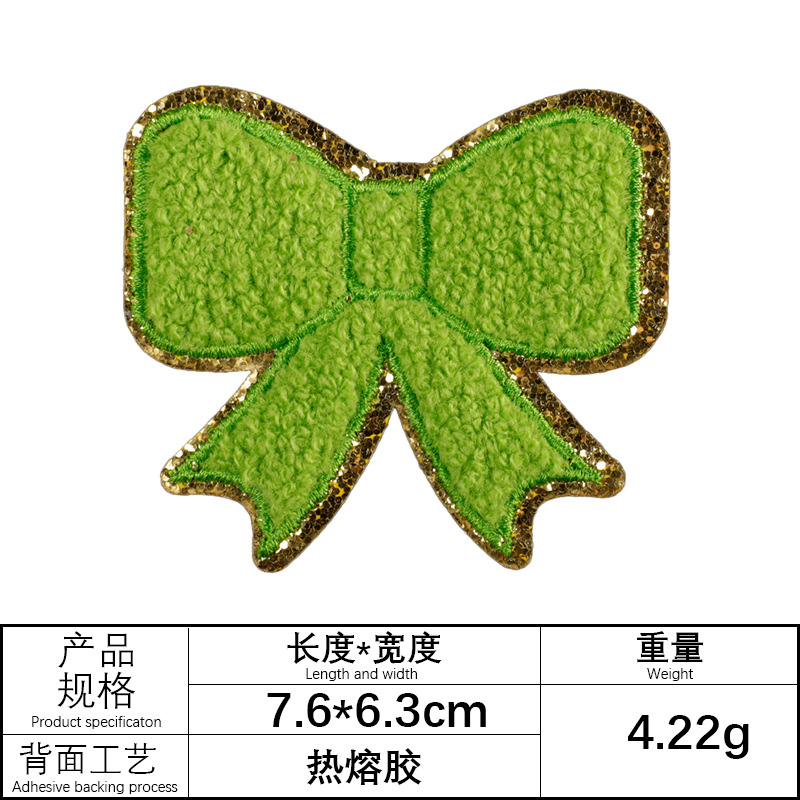 产品
规格
Product specificaton
长度*宽度
Length and width
重量
Weight
7.6*6.3cm
4.22g
背面工艺
Adhesive backing process
热熔胶